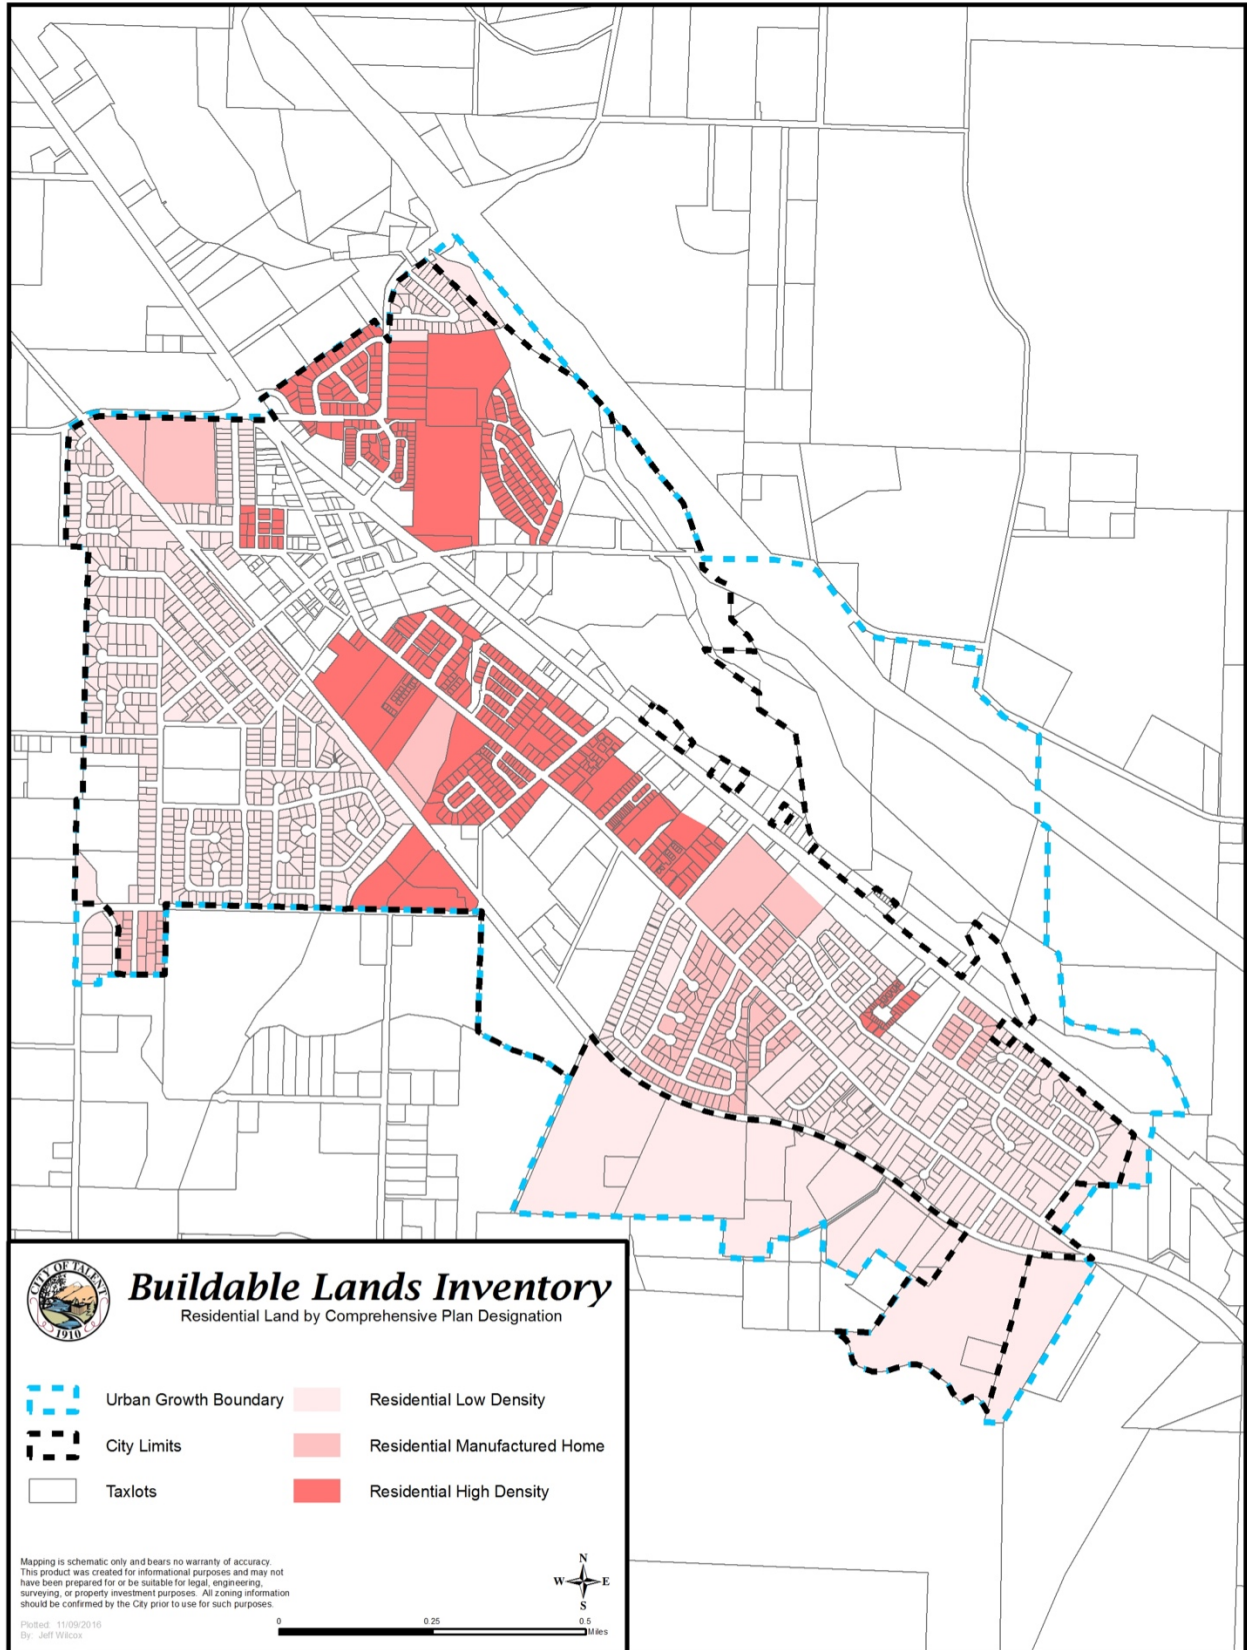 CITY OF TALENT
1910
Buildable Lands Inventory
Residential Land by Comprehensive Plan Designation
Urban Growth Boundary
Residential Low Density
City Limits
Residential Manufactured Home
Taxlots
Residential High Density
Mapping is schematic only and bears no warranty of accuracy.
This product was created for informational purposes and may not
have been prepared for or be suitable for legal, engineering,
surveying, or property investment purposes. All zoning information
should be confirmed by the City prior to use for such purposes.
Plotted: 11/09/2016
By: Jeff Wilcox
N
W E
S
0 0.25 0.5
Miles